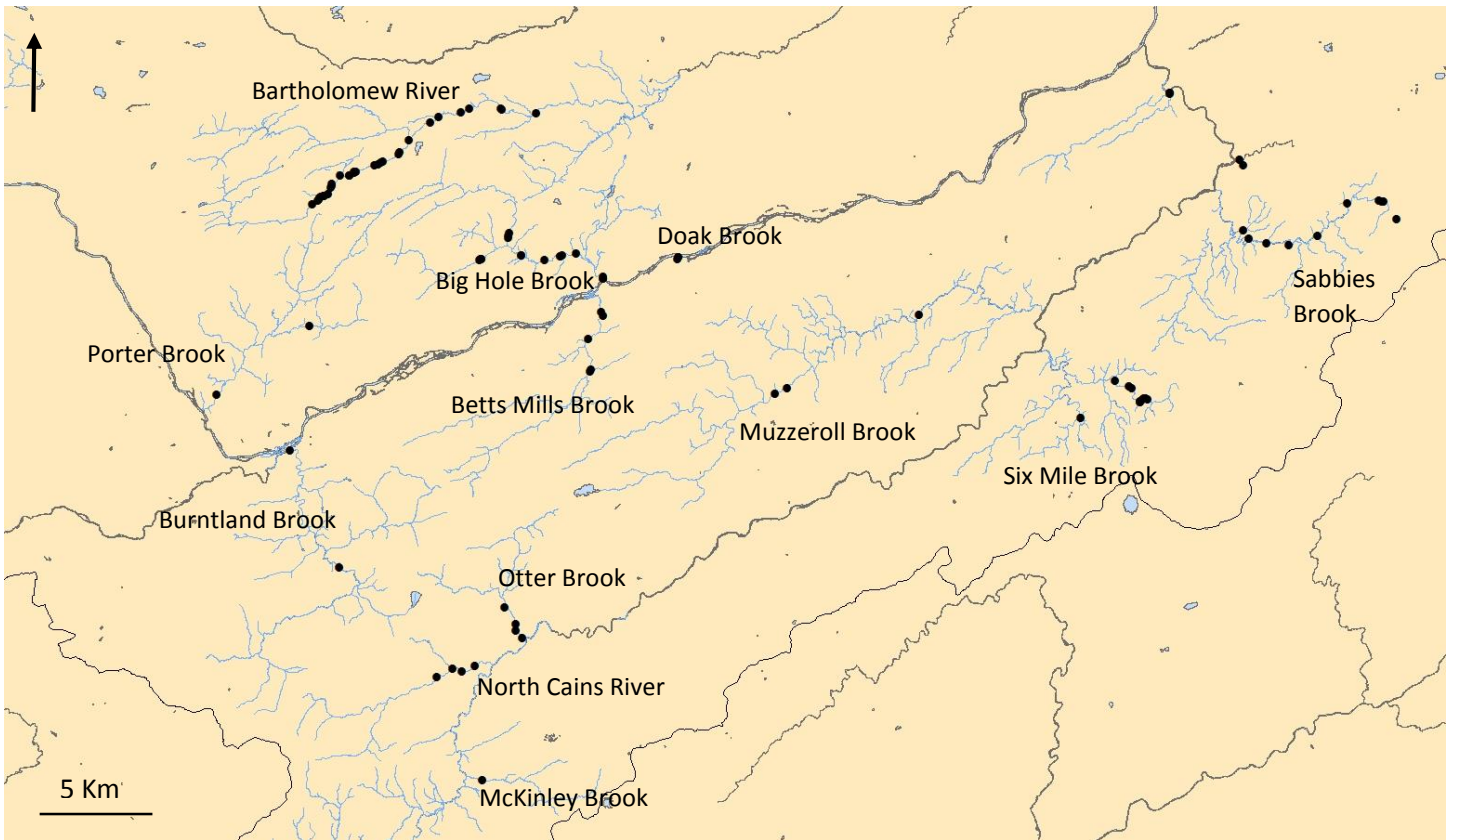 Bartholomew River
Doak Brook
Big Hole Brook
Sabbies
Brook
Porter Brook
Betts Mills Brook
Muzzeroll Brook
Six Mile Brook
Burntland Brook
Otter Brook
North Cains River
5 Km
McKinley Brook